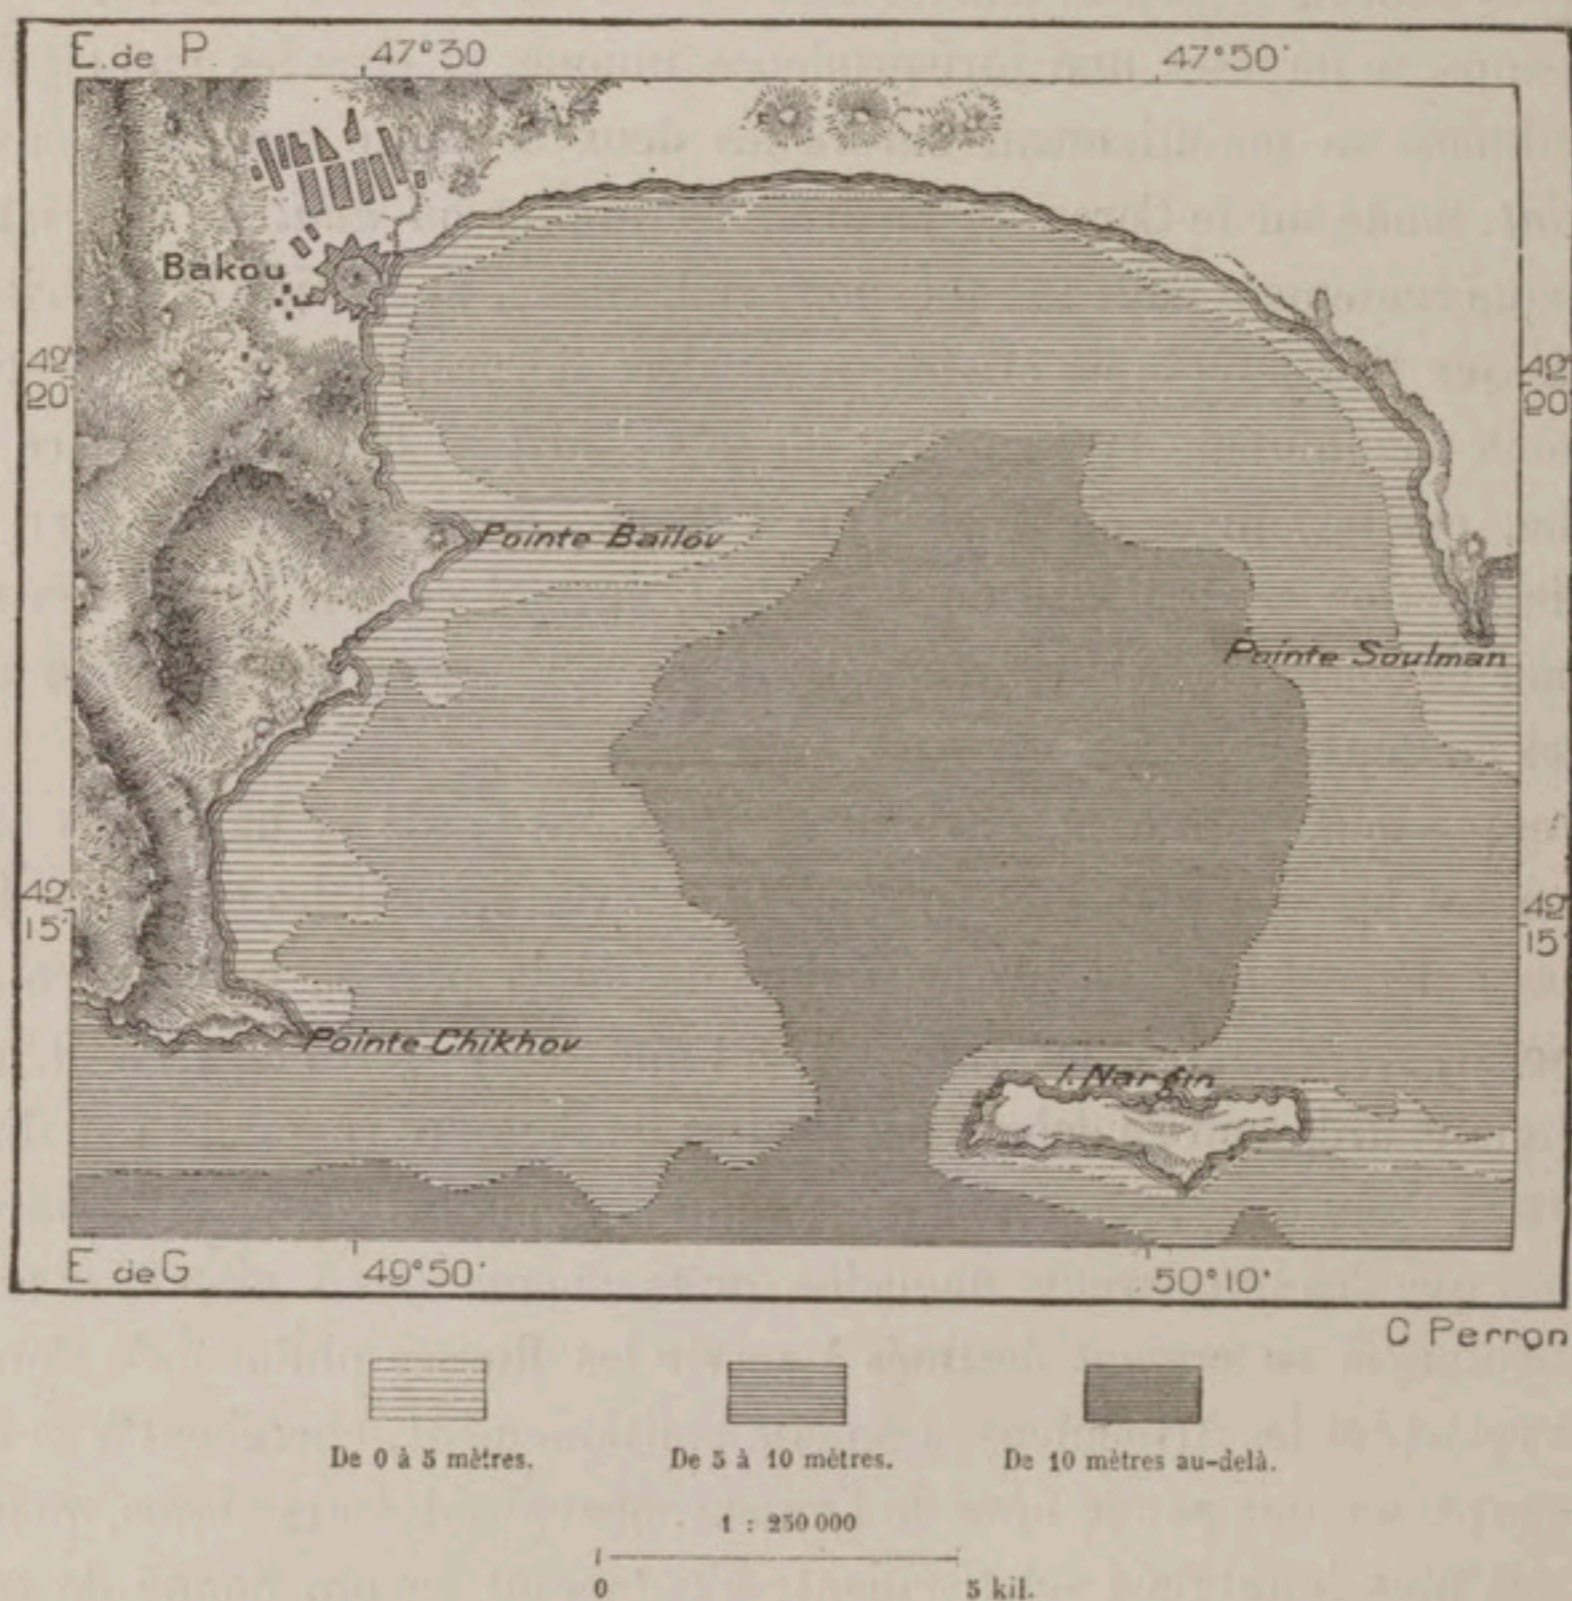 E. de P. 47°30 47°50'
Bakou
42° 42°
20' 20'
Pointe Baïlov
Pointe Soulman
42° 42°
15' 15'
Pointe Chikhov
I. Nargin
E de G 49°50' 50°10'
C Perron
De 0 à 5 mètres. De 5 à 10 mètres. De 10 mètres au-delà.
1 : 250 000
0 5 kil.